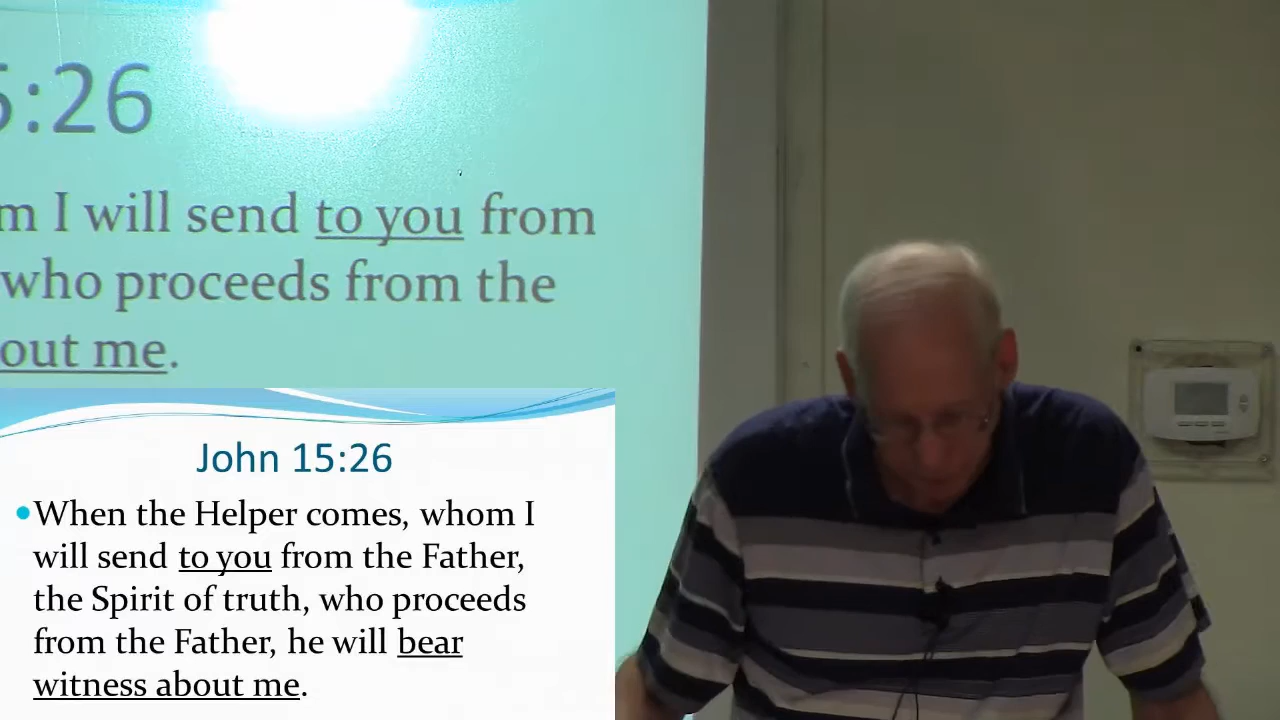 5:26
m I will send to you from
who proceeds from the
out me.
John 15:26
•When the Helper comes, whom I
will send to you from the Father,
the Spirit of truth, who proceeds
from the Father, he will bear
witness about me.